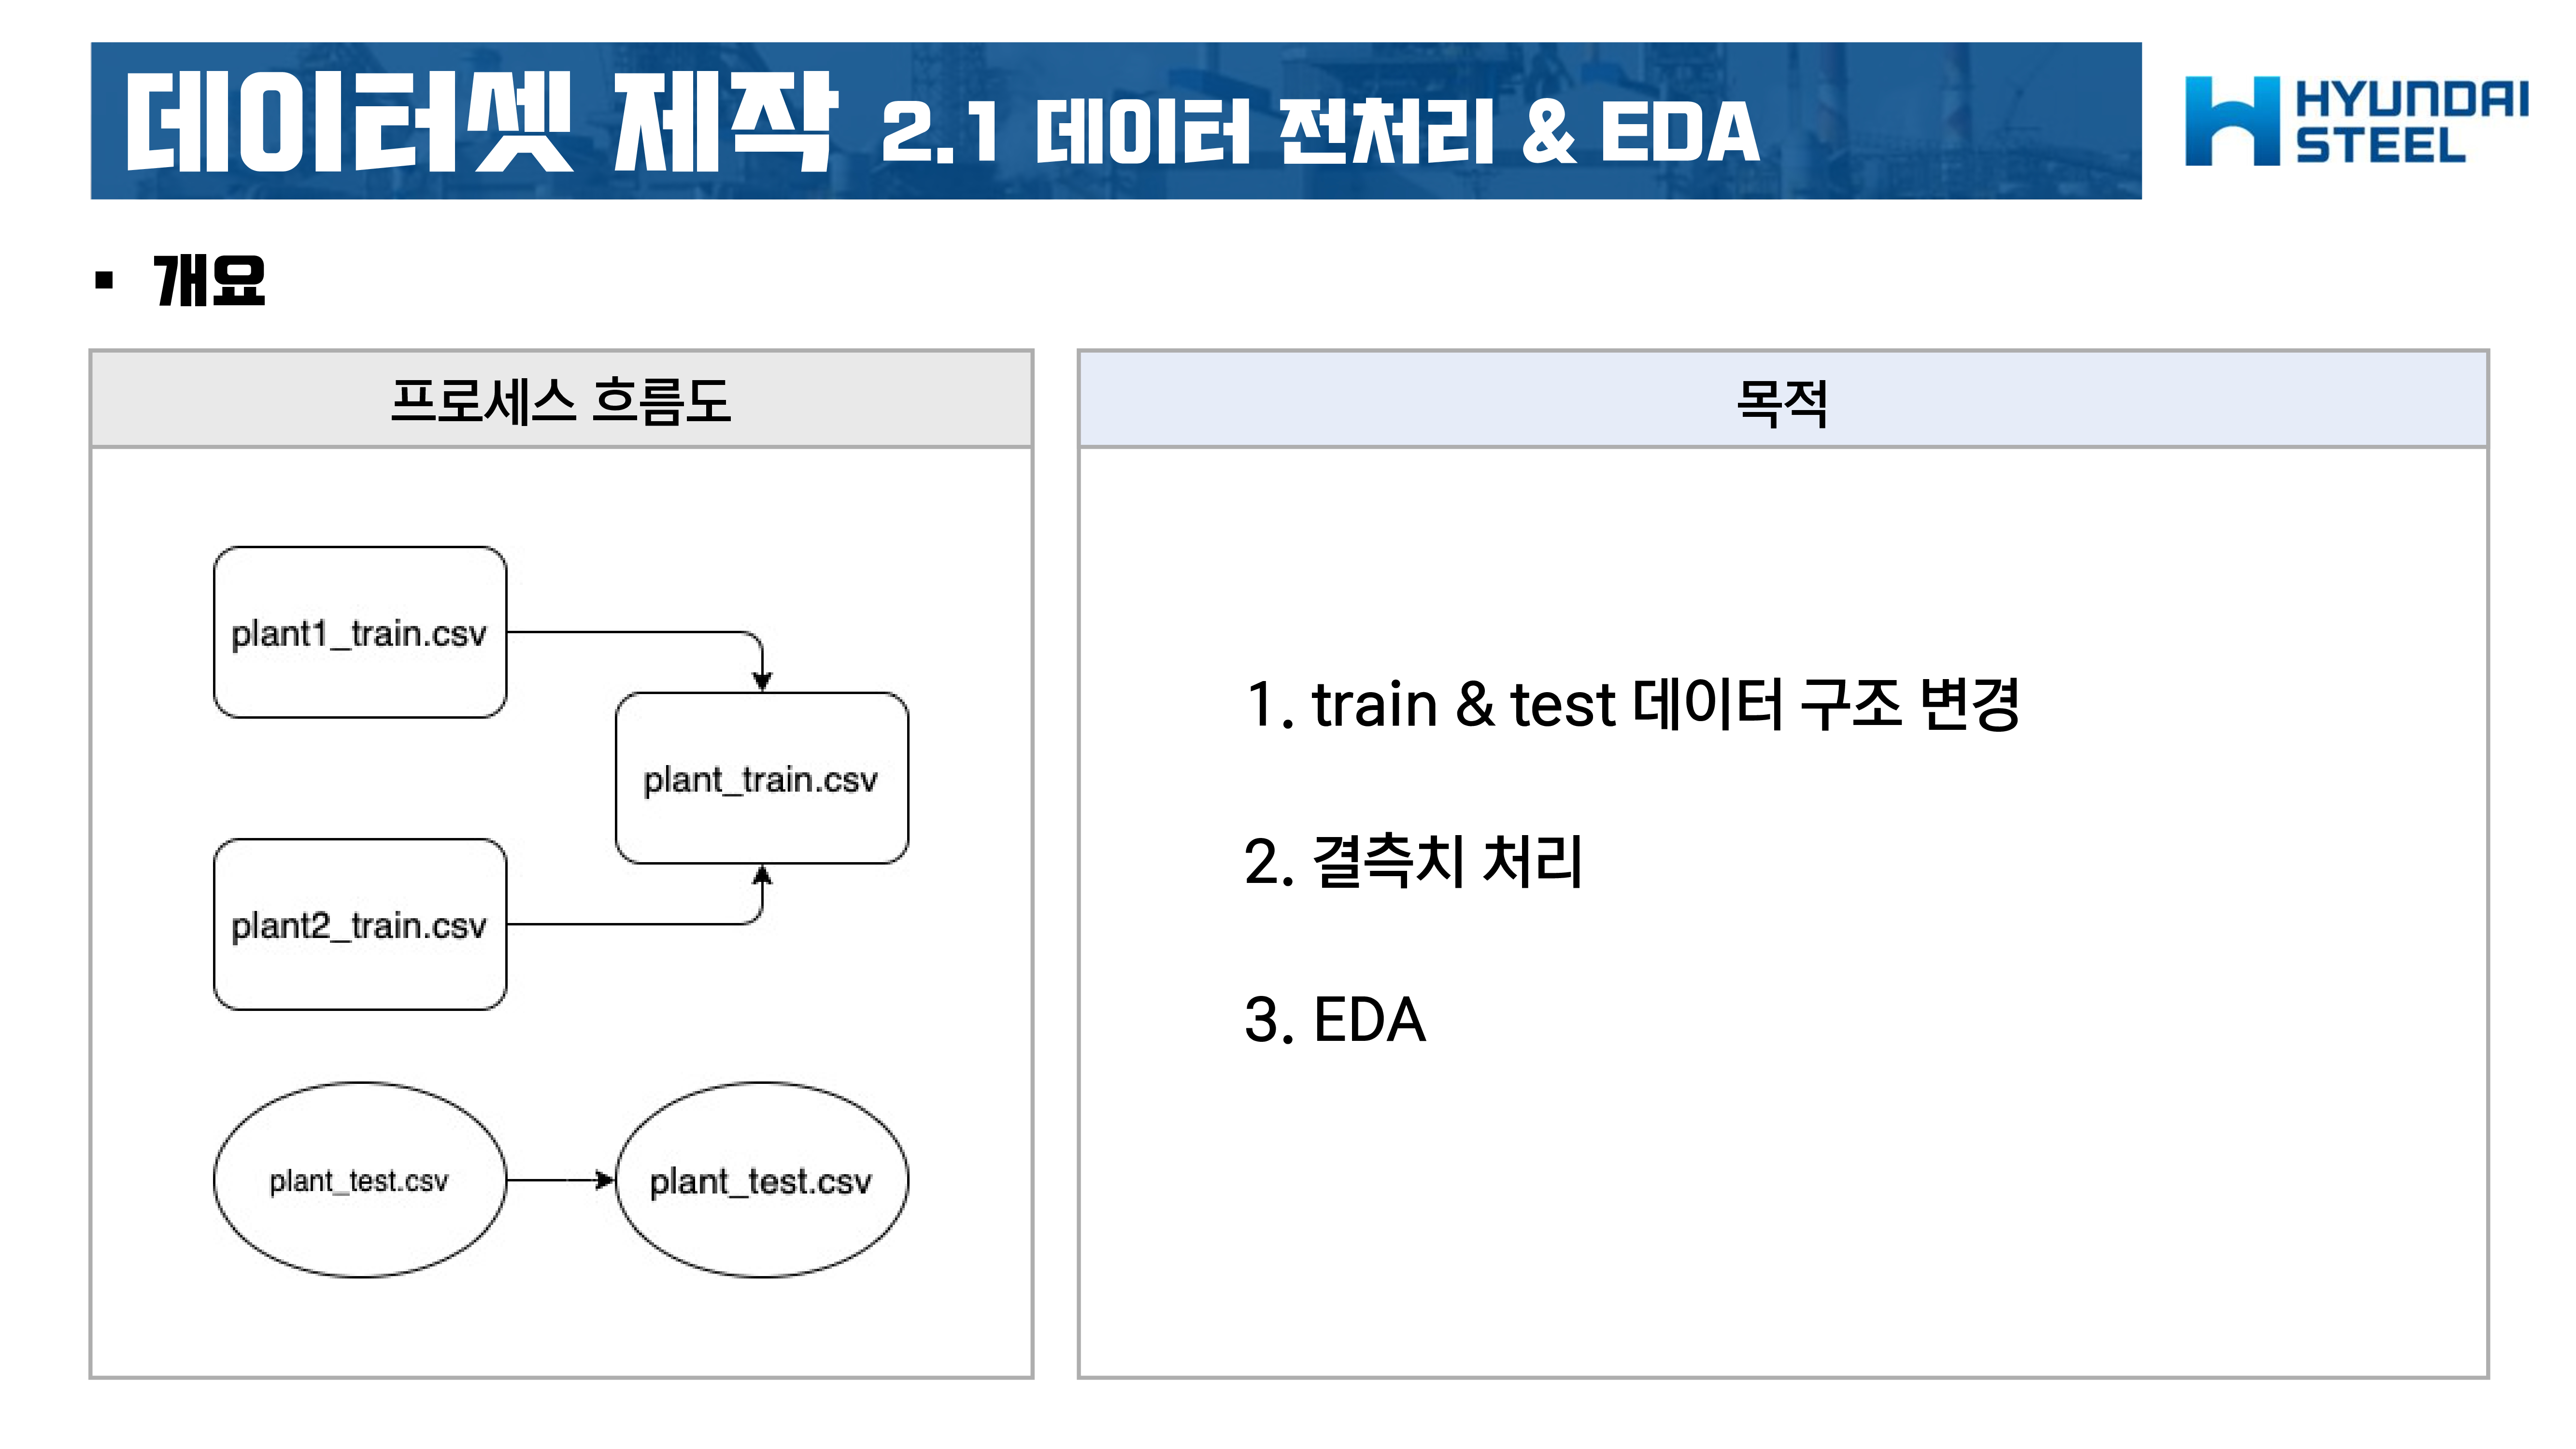 데이터셋 제작 2.1 데이터 전처리 & EDA
HYUNDAI
STEEL
▪ 개요
프로세스 흐름도
plant1_train.csv
plant_train.csv
plant2_train.csv
plant_test.csv
plant_test.csv
목적
1. train & test 데이터 구조 변경
2. 결측치 처리
3. EDA